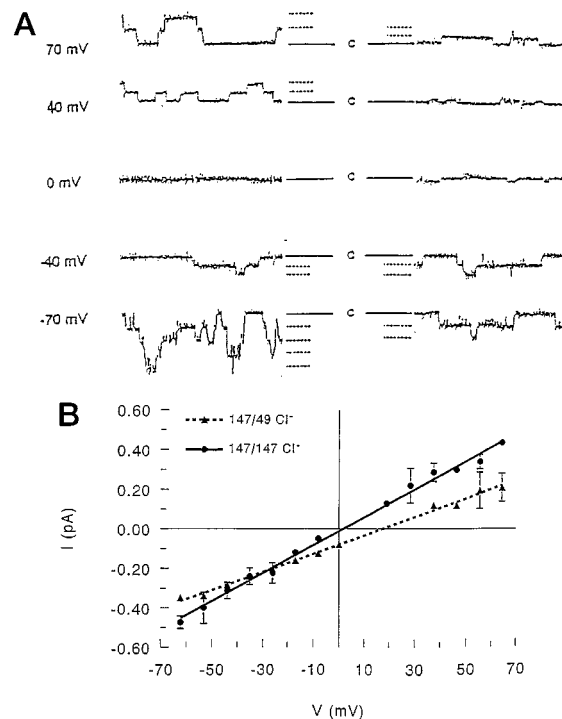 A
70 mV
C
40 mV
C
0 mV
C
-40 mV
C
-70 mV
C
B
147/49 Cl⁻
147/147 Cl⁻
I (pA)
0.60
0.40
0.20
0.00
-0.20
-0.40
-0.60
-70 -50 -30 -10 10 30 50 70
V (mV)